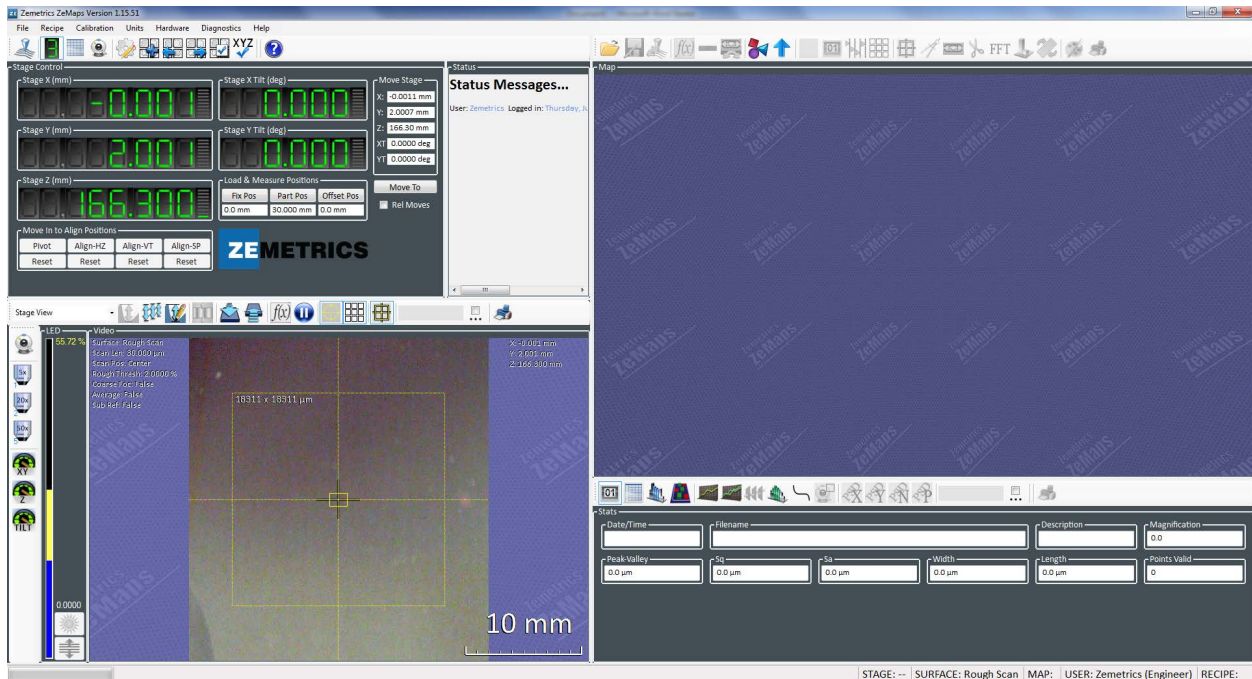 Zemetrics ZeMaps Version 1.15.51
File Recipe Calibration Units Hardware Diagnostics Help
XYZ
FFT
Stage Control
Stage X (mm)
-0.001
Stage X Tilt (deg)
0.000
Move Stage
X: -0.0011 mm
Y: 2.0007 mm
Z: 166.30 mm
XT 0.0000 deg
YT 0.0000 deg
Move To
Rel Moves
Stage Y (mm)
2.001
Stage Y Tilt (deg)
0.000
Stage Z (mm)
166.300
Load & Measure Positions
Fix Pos Part Pos Offset Pos
0.0 mm 30.000 mm 0.0 mm
Move In to Align Positions
Pivot Align-HZ Align-VT Align-SP
Reset Reset Reset Reset
ZEMETRICS
Status
Status Messages...
User: Zemetrics Logged in: Thursday, Ju
Map
Zemetrics
ZeMaps
Stage View
f(x)
LED
55.72 %
0.0000
5x
20x
50x
XY
Z
TILT
Video
Surface: Rough Scan
Scan Len: 30.000 µm
Scan Pos: Center
Rough Thresh: 2.0000 %
Coarse Foc: False
Average: False
Sub Ref: False
X: -0.001 mm
Y: 2.001 mm
Z: 166.300 mm
18311 x 18311 µm
10 mm
01
X Y N P
Stats
Date/Time Filename Description Magnification
0.0
Peak-Valley Sq Sa Width Length Points Valid
0.0 µm 0.0 µm 0.0 µm 0.0 µm 0.0 µm 0
STAGE: -- SURFACE: Rough Scan MAP: USER: Zemetrics (Engineer) RECIPE: